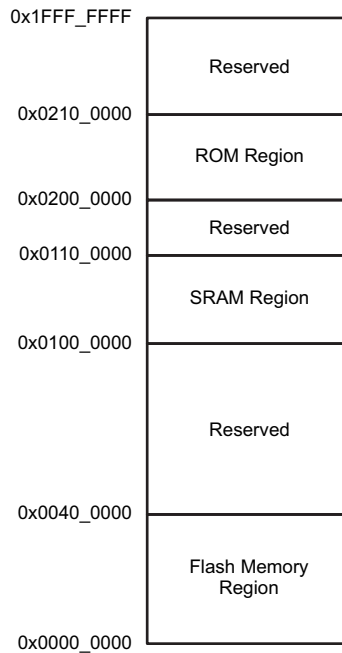 0x1FFF_FFFF
Reserved
0x0210_0000
ROM Region
0x0200_0000
Reserved
0x0110_0000
SRAM Region
0x0100_0000
Reserved
0x0040_0000
Flash Memory
Region
0x0000_0000